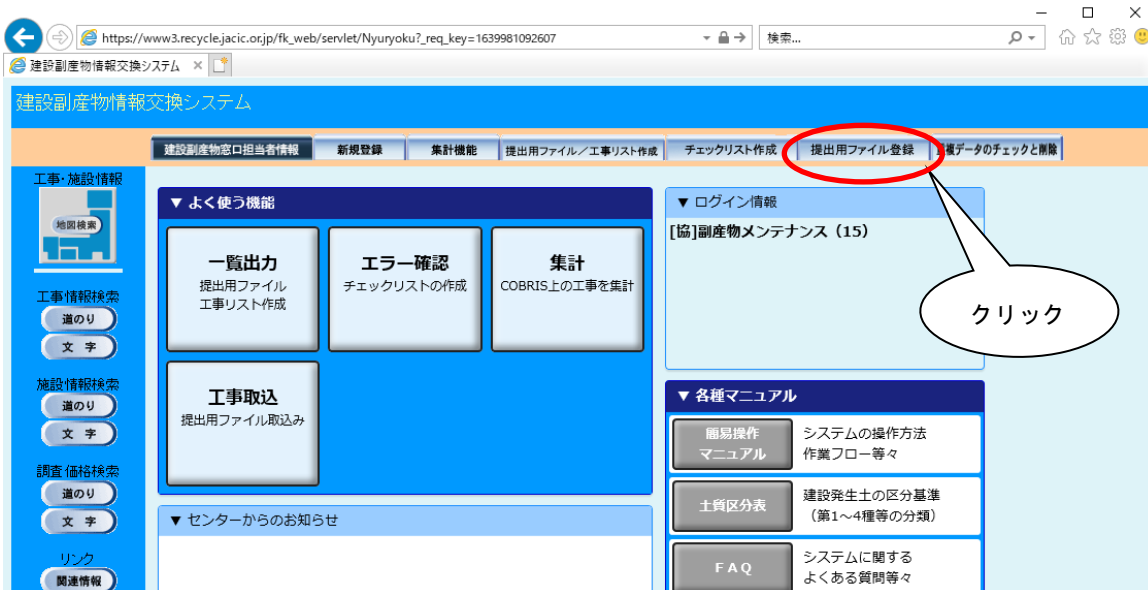 https://www3.recycle.jacic.or.jp/fk_web/servlet/Nyuryoku?_req_key=1639981092607
検索...
建設副産物情報交換システム
建設副産物情報交換システム
建設副産物窓口担当者情報 新規登録 集計機能 提出用ファイル／工事リスト作成 チェックリスト作成 提出用ファイル登録 複データのチェックと削除
工事・施設情報
地図検索
工事情報検索
道のり
文 字
施設情報検索
道のり
文 字
調査価格検索
道のり
文 字
リンク
関連情報
▼ よく使う機能
一覧出力
提出用ファイル
工事リスト作成
エラー確認
チェックリストの作成
集計
COBRIS上の工事を集計
工事取込
提出用ファイル取込み
▼ センターからのお知らせ
▼ ログイン情報
[協]副産物メンテナンス（15）
クリック
▼ 各種マニュアル
簡易操作
マニュアル
システムの操作方法
作業フロー等々
土質区分表
建設発生土の区分基準
（第1～4種等の分類）
ＦＡＱ
システムに関する
よくある質問等々